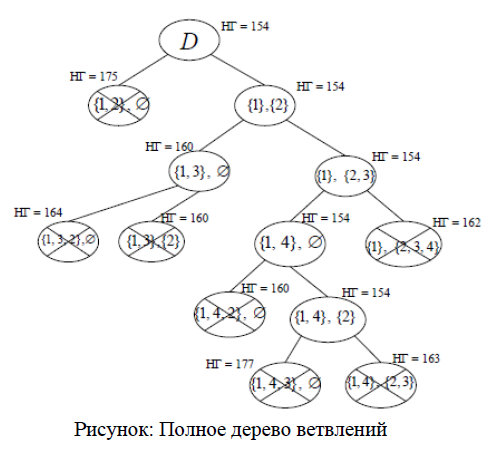 НГ = 154
D
НГ = 175
НГ = 154
{1, 2}, ∅
{1},{2}
НГ = 160
НГ = 154
{1, 3}, ∅
{1}, {2, 3}
НГ = 164
НГ = 160
НГ = 154
НГ = 162
{1, 3, 2},∅
{1, 3},{2}
{1, 4}, ∅
{1}, {2, 3, 4}
НГ = 160
НГ = 154
{1, 4, 2}, ∅
{1, 4}, {2}
НГ = 177
НГ = 163
{1, 4, 3}, ∅
{1, 4}, {2, 3}
Рисунок: Полное дерево ветвлений